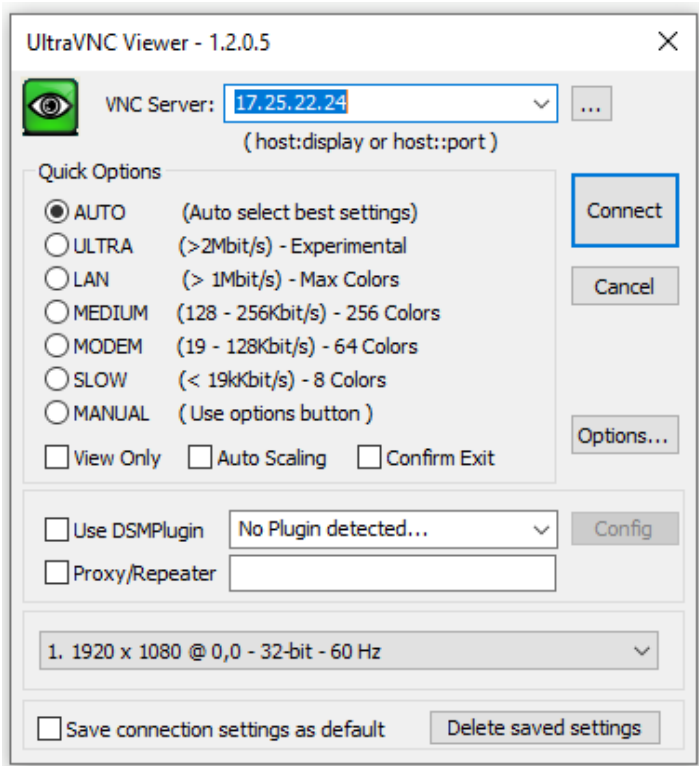 UltraVNC Viewer - 1.2.0.5
VNC Server: 17.25.22.24 ...
( host:display or host::port )
Quick Options
AUTO (Auto select best settings)
ULTRA (>2Mbit/s) - Experimental
LAN (> 1Mbit/s) - Max Colors
MEDIUM (128 - 256Kbit/s) - 256 Colors
MODEM (19 - 128Kbit/s) - 64 Colors
SLOW (< 19kKbit/s) - 8 Colors
MANUAL ( Use options button )
View Only Auto Scaling Confirm Exit
Connect
Cancel
Options...
Use DSMPlugin No Plugin detected... Config
Proxy/Repeater
1. 1920 x 1080 @ 0,0 - 32-bit - 60 Hz
Save connection settings as default Delete saved settings